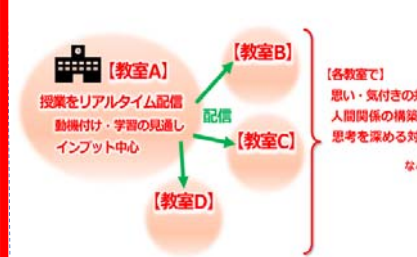 【教室A】
授業をリアルタイム配信
動機付け・学習の見通し
インプット中心
配信
【教室B】
【教室C】
【教室D】
【各教室で】
思い・気付きの
人間関係の構築
思考を深める対
な